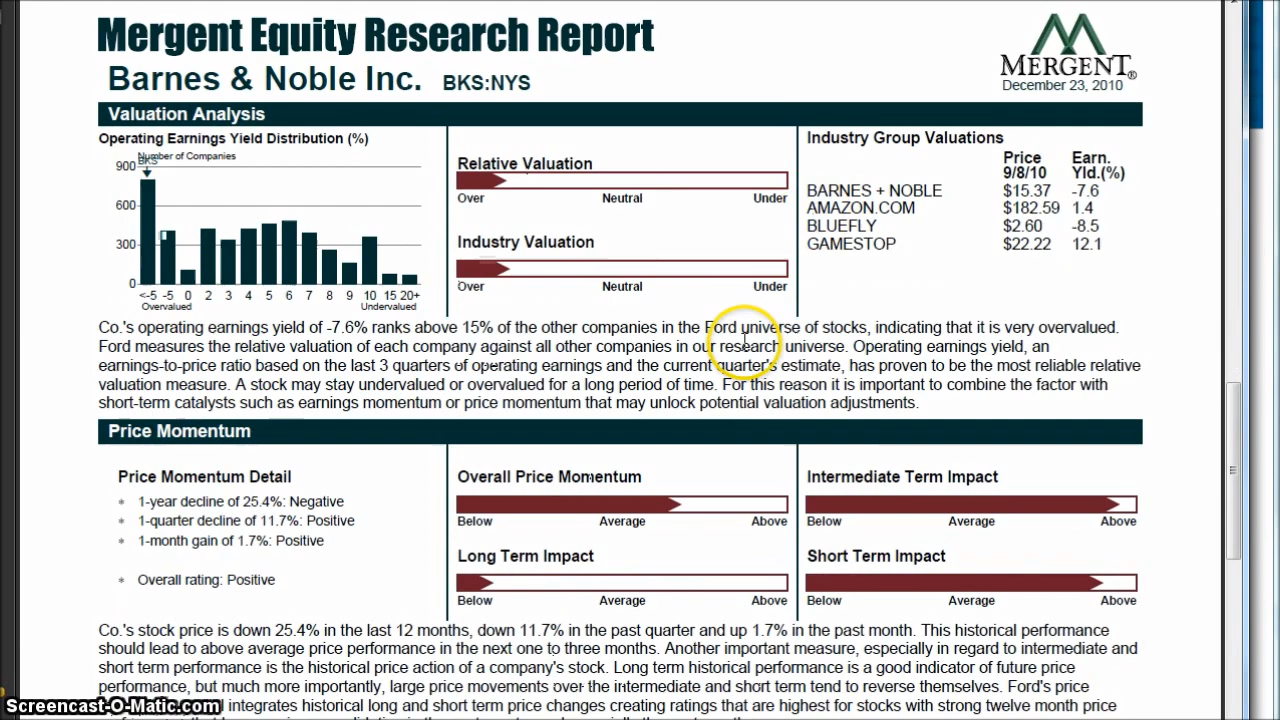 Mergent Equity Research Report
Barnes & Noble Inc. BKS:NYS
MERGENT®
December 23, 2010
Valuation Analysis
Operating Earnings Yield Distribution (%)
Number of Companies
BKS
900
600
300
0
<-5 -5 0 2 3 4 5 6 7 8 9 10 15 20+
Overvalued Undervalued
Relative Valuation
Over Neutral Under
Industry Valuation
Over Neutral Under
Industry Group Valuations
Price Earn.
9/8/10 Yld.(%)
BARNES + NOBLE $15.37 -7.6
AMAZON.COM $182.59 1.4
BLUEFLY $2.60 -8.5
GAMESTOP $22.22 12.1
Co.'s operating earnings yield of -7.6% ranks above 15% of the other companies in the Ford universe of stocks, indicating that it is very overvalued.
Ford measures the relative valuation of each company against all other companies in our research universe. Operating earnings yield, an
earnings-to-price ratio based on the last 3 quarters of operating earnings and the current quarter's estimate, has proven to be the most reliable relative
valuation measure. A stock may stay undervalued or overvalued for a long period of time. For this reason it is important to combine the factor with
short-term catalysts such as earnings momentum or price momentum that may unlock potential valuation adjustments.
Price Momentum
Price Momentum Detail
* 1-year decline of 25.4%: Negative
* 1-quarter decline of 11.7%: Positive
* 1-month gain of 1.7%: Positive
* Overall rating: Positive
Overall Price Momentum
Below Average Above
Long Term Impact
Below Average Above
Intermediate Term Impact
Below Average Above
Short Term Impact
Below Average Above
Co.'s stock price is down 25.4% in the last 12 months, down 11.7% in the past quarter and up 1.7% in the past month. This historical performance
should lead to above average price performance in the next one to three months. Another important measure, especially in regard to intermediate and
short term performance is the historical price action of a company's stock. Long term historical performance is a good indicator of future price
performance, but much more importantly, large price movements over the intermediate and short term tend to reverse themselves. Ford's price
integrates historical long and short term price changes creating ratings that are highest for stocks with strong twelve month price
Screencast-O-Matic.com